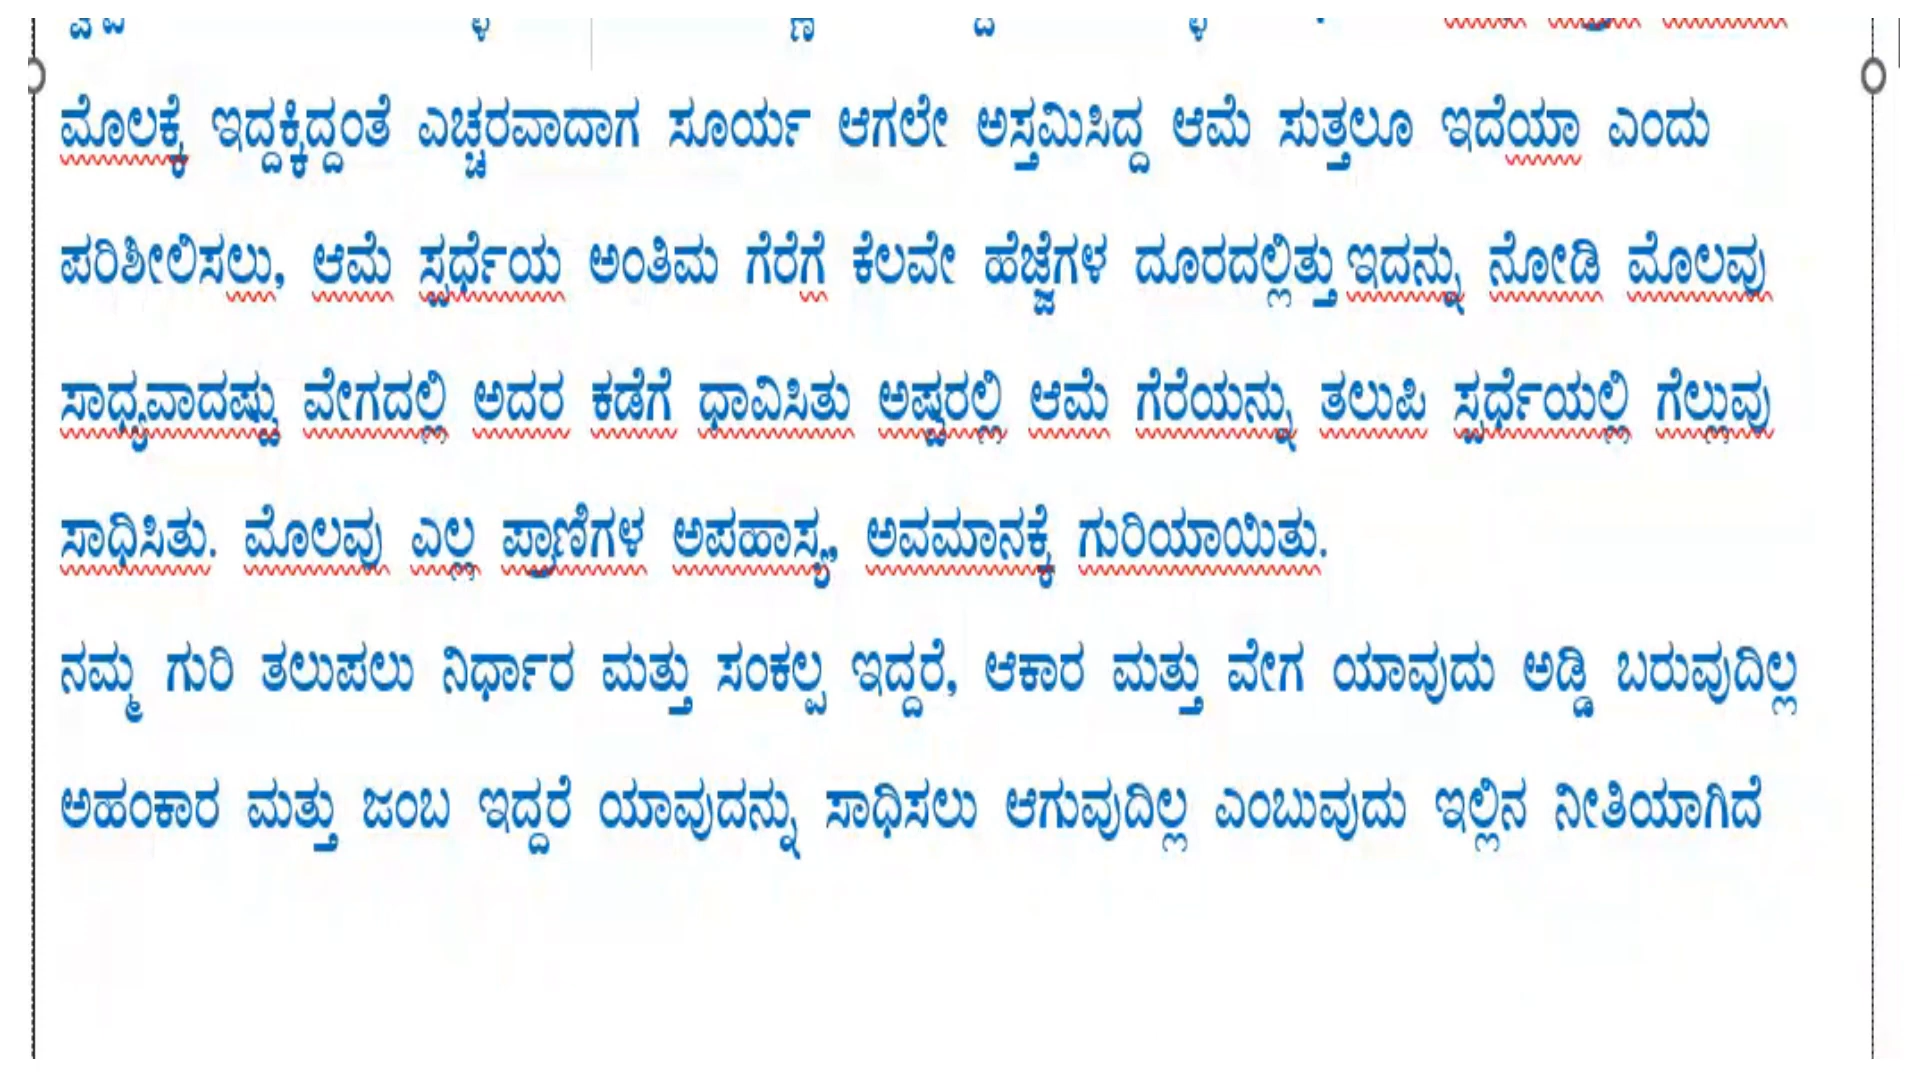 ಮೊಲಕ್ಕೆ ಇದ್ದಕ್ಕಿದ್ದಂತೆ ಎಚ್ಚರವಾದಾಗ ಸೂರ್ಯ ಆಗಲೇ ಅಸ್ತಮಿಸಿದ್ದ ಆಮೆ ಸುತ್ತಲೂ ಇದೆಯಾ ಎಂದು
ಪರಿಶೀಲಿಸಲು, ಆಮೆ ಸ್ಪರ್ಧೆಯ ಅಂತಿಮ ಗೆರೆಗೆ ಕೆಲವೇ ಹೆಜ್ಜೆಗಳ ದೂರದಲ್ಲಿತ್ತು ಇದನ್ನು ನೋಡಿ ಮೊಲವು
ಸಾಧ್ಯವಾದಷ್ಟು ವೇಗದಲ್ಲಿ ಅದರ ಕಡೆಗೆ ಧಾವಿಸಿತು ಅಷ್ಟರಲ್ಲಿ ಆಮೆ ಗೆರೆಯನ್ನು ತಲುಪಿ ಸ್ಪರ್ಧೆಯಲ್ಲಿ ಗೆಲ್ಲುವು
ಸಾಧಿಸಿತು. ಮೊಲವು ಎಲ್ಲ ಪ್ರಾಣಿಗಳ ಅಪಹಾಸ್ಯ, ಅವಮಾನಕ್ಕೆ ಗುರಿಯಾಯಿತು.
ನಮ್ಮ ಗುರಿ ತಲುಪಲು ನಿರ್ಧಾರ ಮತ್ತು ಸಂಕಲ್ಪ ಇದ್ದರೆ, ಆಕಾರ ಮತ್ತು ವೇಗ ಯಾವುದು ಅಡ್ಡಿ ಬರುವುದಿಲ್ಲ
ಅಹಂಕಾರ ಮತ್ತು ಜಂಬ ಇದ್ದರೆ ಯಾವುದನ್ನು ಸಾಧಿಸಲು ಆಗುವುದಿಲ್ಲ ಎಂಬುವುದು ಇಲ್ಲಿನ ನೀತಿಯಾಗಿದೆ